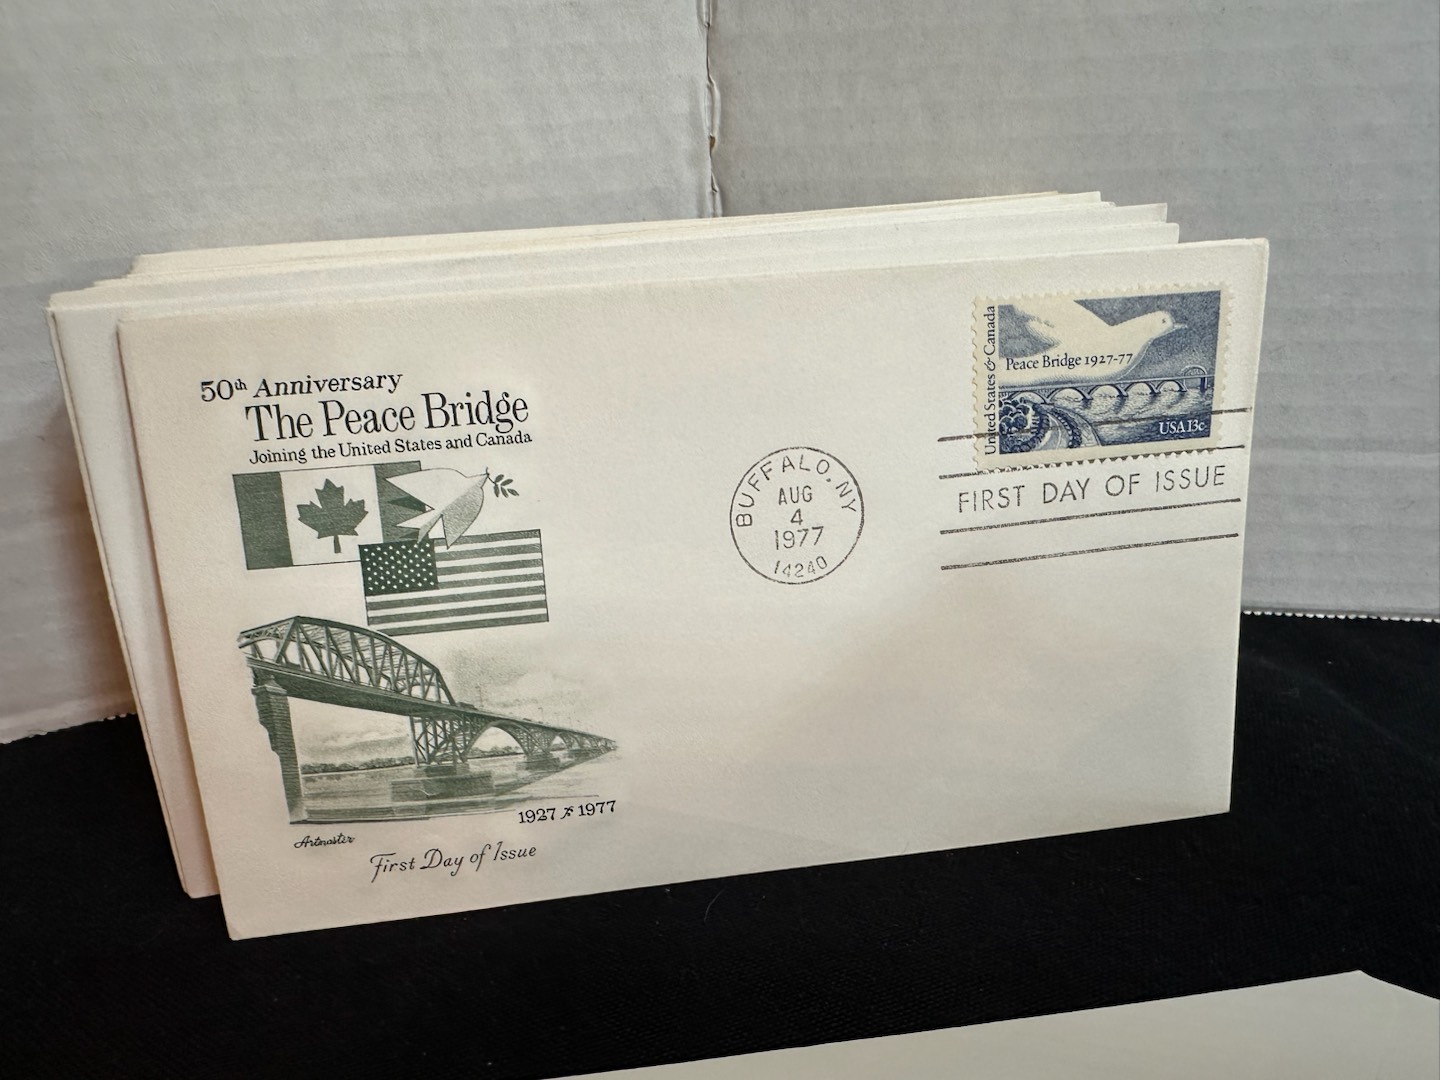 50th Anniversary
The Peace Bridge
Joining the United States and Canada
1927 1977
Artmaster
First Day of Issue
BUFFALO, NY
AUG
4
1977
14240
United States & Canada
Peace Bridge 1927-77
USA 13c
FIRST DAY OF ISSUE